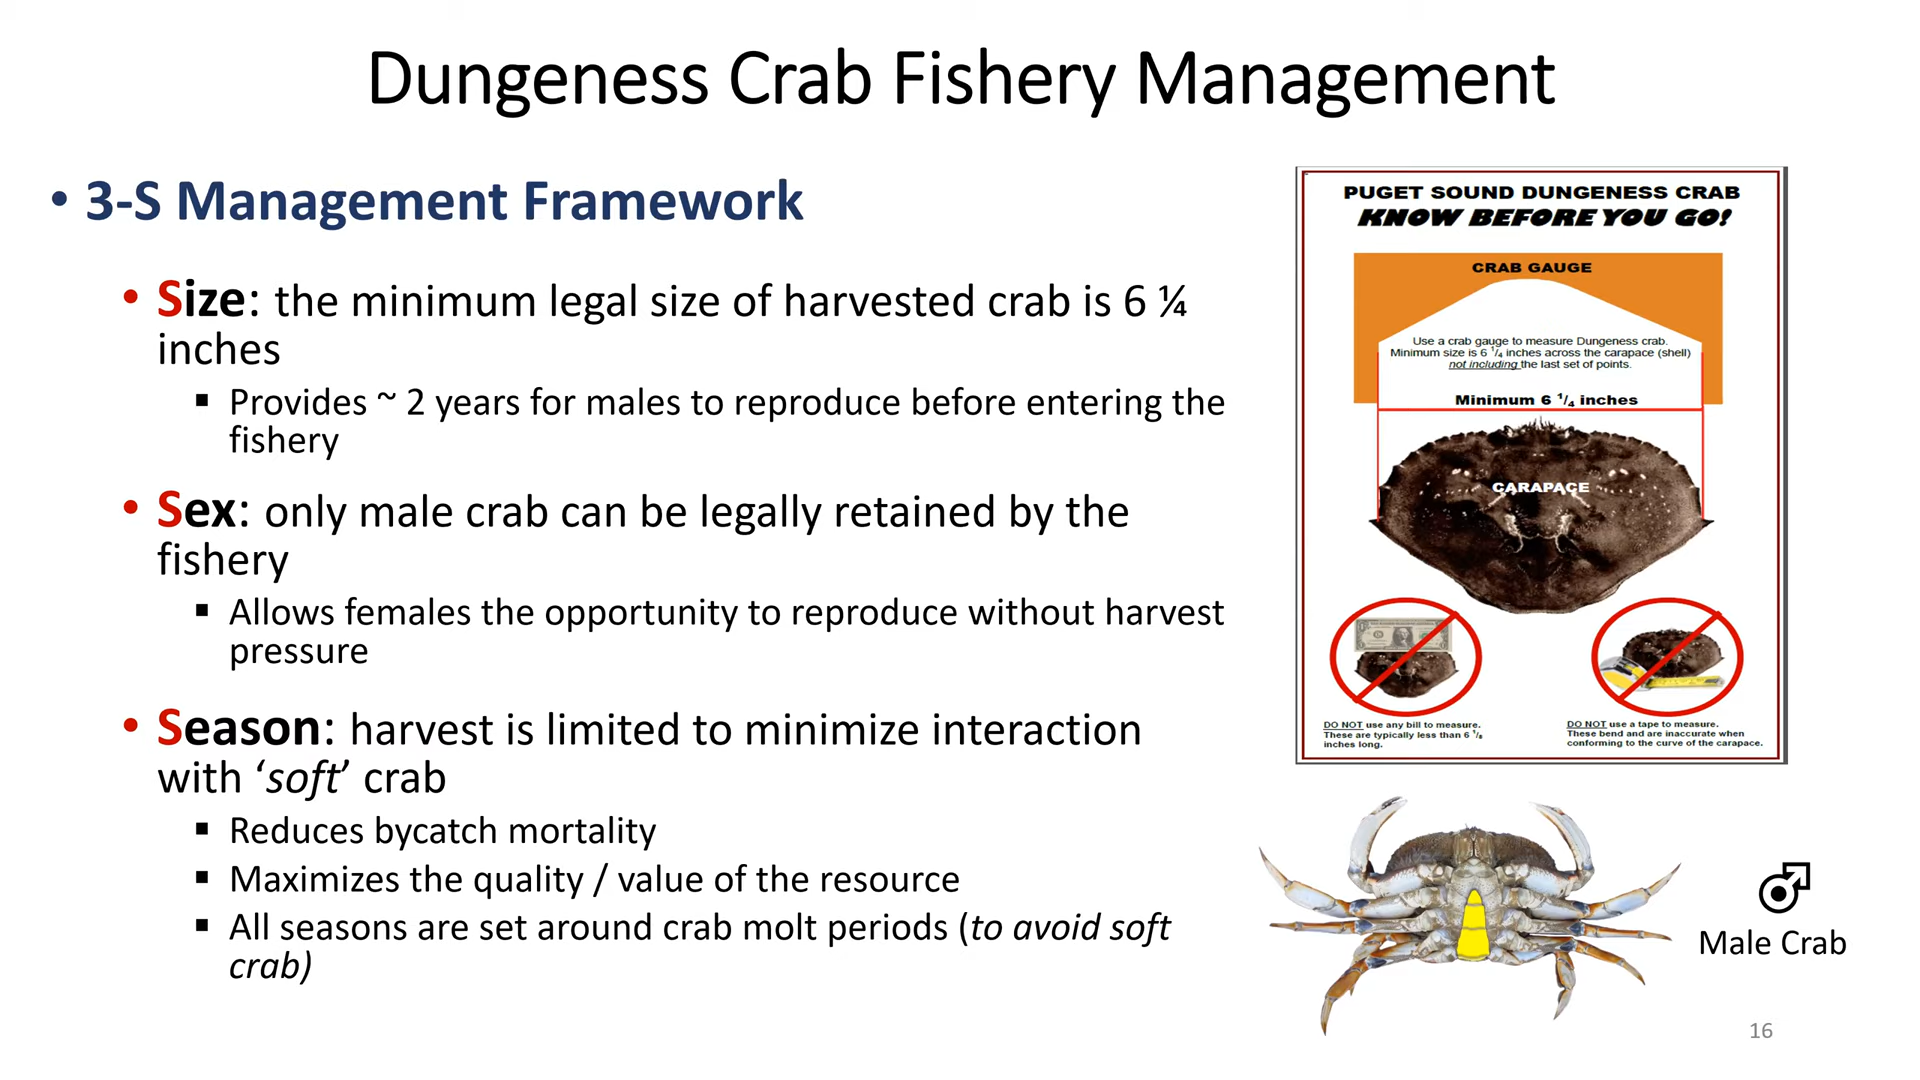 Dungeness Crab Fishery Management
• 3-S Management Framework
• Size: the minimum legal size of harvested crab is 6 ¼
inches
▪ Provides ~ 2 years for males to reproduce before entering the
fishery
• Sex: only male crab can be legally retained by the
fishery
▪ Allows females the opportunity to reproduce without harvest
pressure
• Season: harvest is limited to minimize interaction
with ‘soft’ crab
▪ Reduces bycatch mortality
▪ Maximizes the quality / value of the resource
▪ All seasons are set around crab molt periods (to avoid soft
crab)
PUGET SOUND DUNGENESS CRAB
KNOW BEFORE YOU GO!
CRAB GAUGE
Use a crab gauge to measure Dungeness crab.
Minimum size is 6 1/4 inches across the carapace (shell)
not including the last set of points.
Minimum 6 1/4 inches
CARAPACE
DO NOT use any bill to measure.
These are typically less than 6 1/8
inches long.
DO NOT use a tape to measure.
These bend and are inaccurate when
conforming to the curve of the carapace.
Male Crab
16